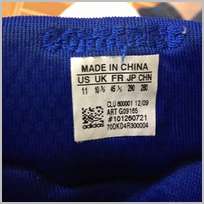 MADE IN CHINA
US UK FR JP CHN
11 10½ 45⅓ 290 280
CLU 600001 12/09
ART G09165
#101260721
70DKD4R300004
adidas